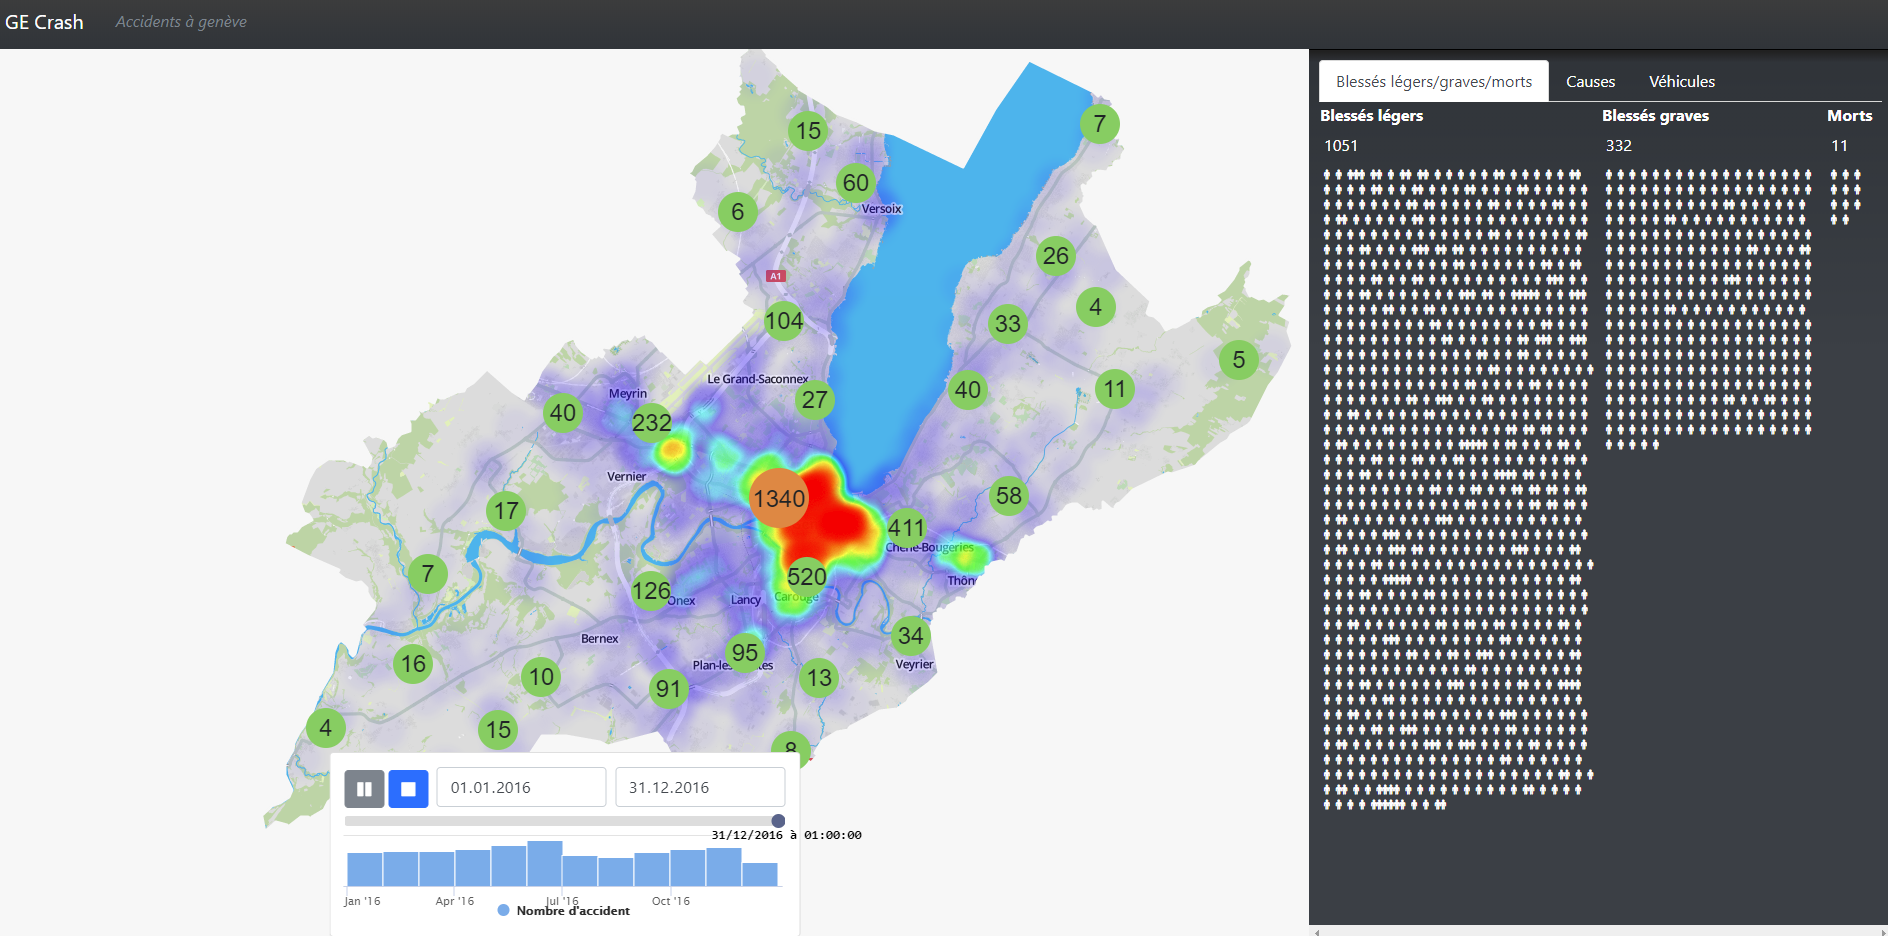 GE Crash
Accidents à genève
Blessés légers/graves/morts
Causes
Véhicules
Blessés légers
Blessés graves
Morts
1051
332
11
15
7
60
6
Versoix
26
A1
4
104
33
5
Le Grand-Saconnex
40
11
Meyrin
27
40
232
Vernier
1340
58
17
411
Chêne-Bougeries
7
520
Thôn
126
Onex
Lancy
Carouge
Bernex
34
95
16
Plan-les-
tes
Veyrier
10
91
13
4
15
8
01.01.2016
31.12.2016
31/12/2016 à 01:00:00
Jan '16
Apr '16
Jul '16
Oct '16
Nombre d'accident